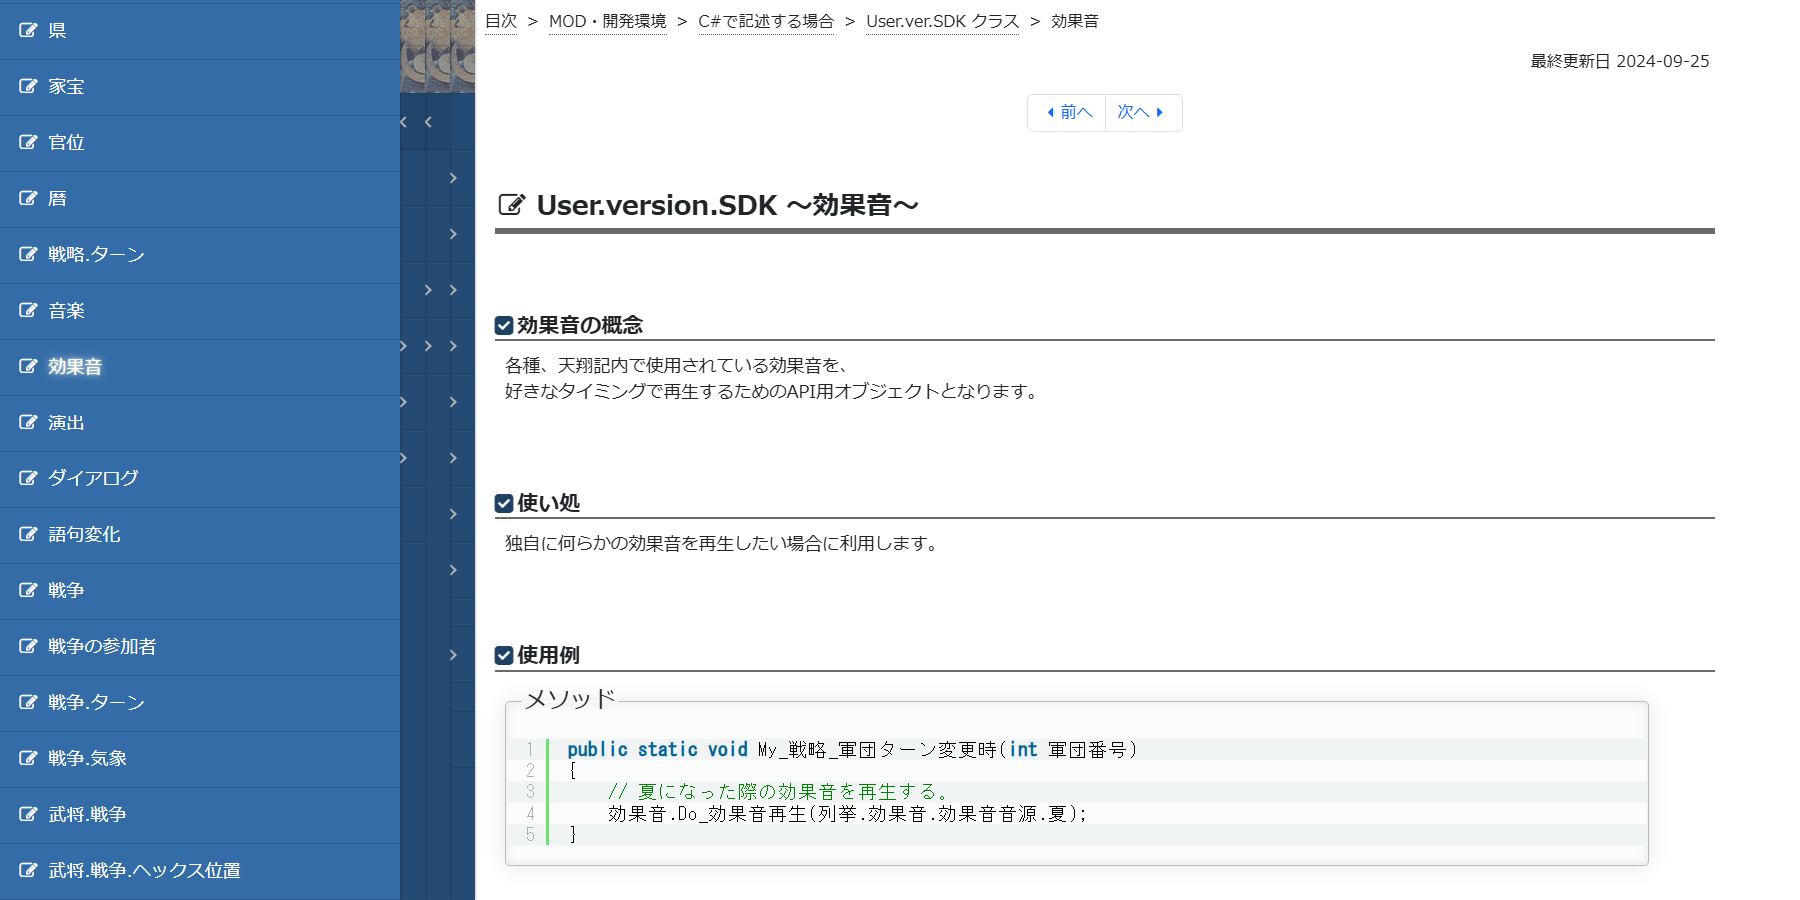 県
家宝
官位
暦
戦略.ターン
音楽
効果音
演出
ダイアログ
語句変化
戦争
戦争の参加者
戦争.ターン
戦争.気象
武将.戦争
武将.戦争.ヘックス位置
目次 > MOD・開発環境 > C#で記述する場合 > User.ver.SDK クラス > 効果音
最終更新日 2024-09-25
前へ 次へ
User.version.SDK ～効果音～
効果音の概念
各種、天翔記内で使用されている効果音を、
好きなタイミングで再生するためのAPI用オブジェクトとなります。
使い処
独自に何らかの効果音を再生したい場合に利用します。
使用例
メソッド
1 public static void My_戦略_軍団ターン変更時(int 軍団番号)
2 {
3 // 夏になった際の効果音を再生する。
4 効果音.Do_効果音再生(列挙.効果音.効果音音源.夏);
5 }